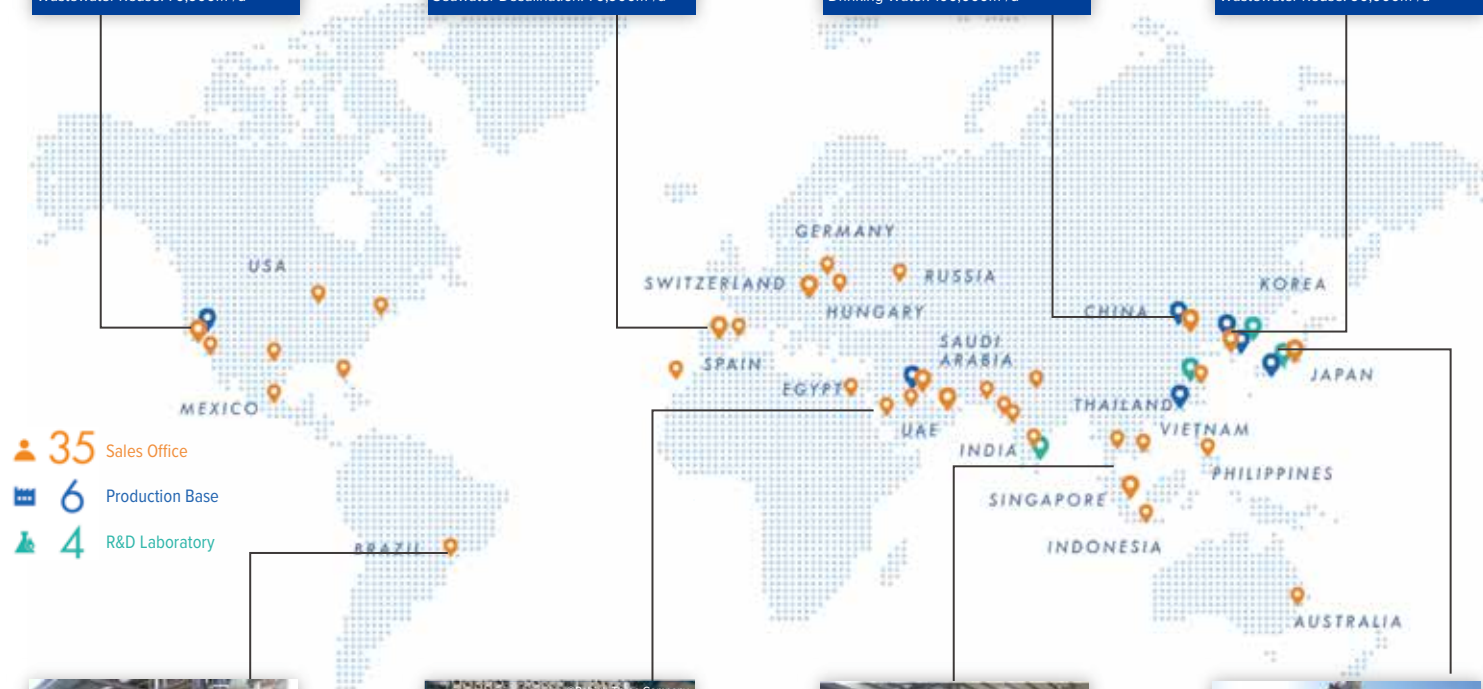 GERMANY
USA
SWITZERLAND
RUSSIA
KOREA
HUNGARY
CHINA
SAUDI
ARABIA
SPAIN
JAPAN
EGYPT
MEXICO
THAILAND
UAE
VIETNAM
INDIA
35 Sales Office
PHILIPPINES
6 Production Base
SINGAPORE
4 R&D Laboratory
BRAZIL
INDONESIA
AUSTRALIA